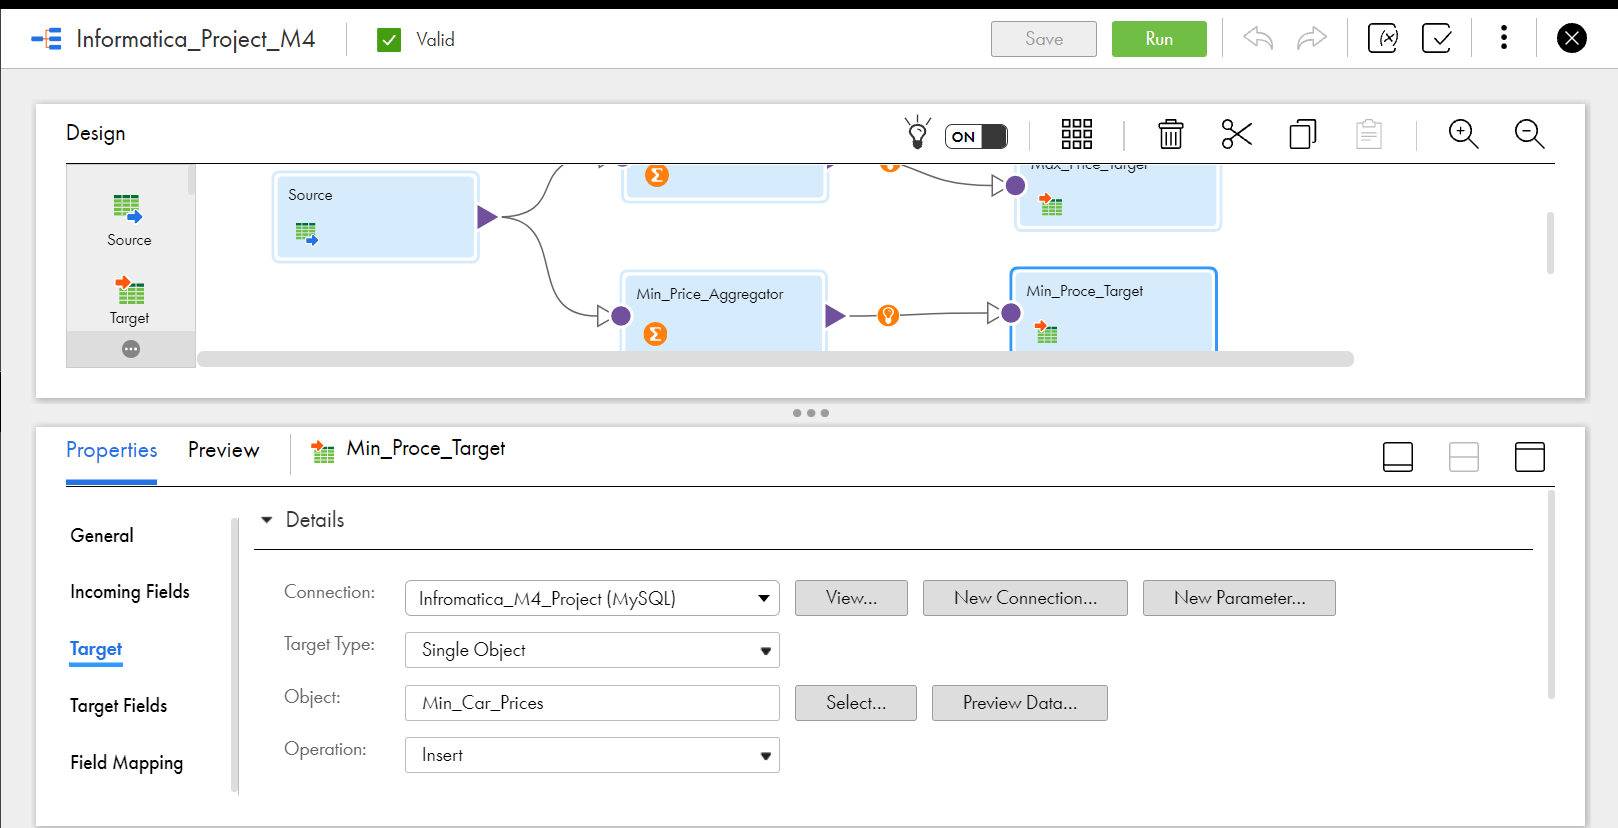 Informatica_Project_M4
Valid
Save
Run
Design
ON
Source
Target
Source
Max_Price_Target
Min_Price_Aggregator
Min_Proce_Target
Properties
Preview
Min_Proce_Target
General
Incoming Fields
Target
Target Fields
Field Mapping
Details
Connection:
Infromatica_M4_Project (MySQL)
View...
New Connection...
New Parameter...
Target Type:
Single Object
Object:
Min_Car_Prices
Select...
Preview Data...
Operation:
Insert